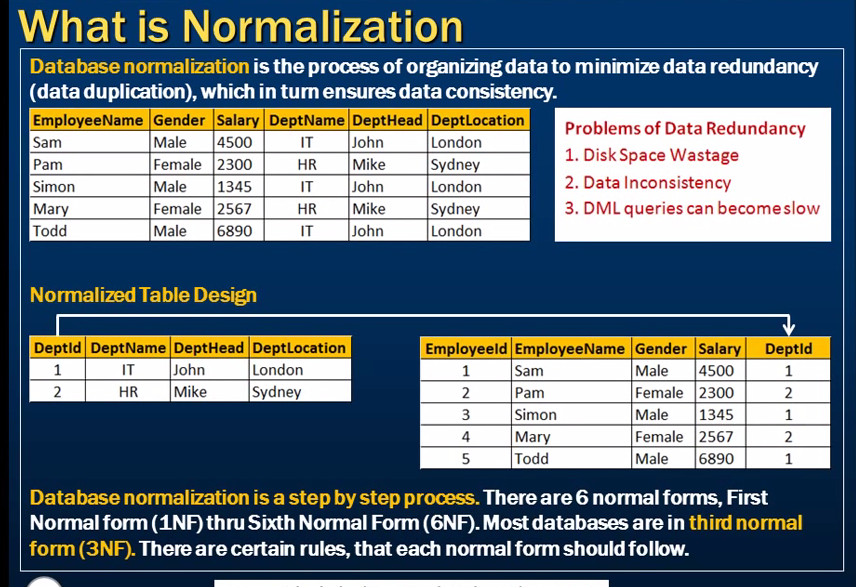 What is Normalization
Database normalization is the process of organizing data to minimize data redundancy
(data duplication), which in turn ensures data consistency.
EmployeeName Gender Salary DeptName DeptHead DeptLocation
Sam Male 4500 IT John London
Pam Female 2300 HR Mike Sydney
Simon Male 1345 IT John London
Mary Female 2567 HR Mike Sydney
Todd Male 6890 IT John London
Problems of Data Redundancy
1. Disk Space Wastage
2. Data Inconsistency
3. DML queries can become slow
Normalized Table Design
DeptId DeptName DeptHead DeptLocation
1 IT John London
2 HR Mike Sydney
EmployeeId EmployeeName Gender Salary DeptId
1 Sam Male 4500 1
2 Pam Female 2300 2
3 Simon Male 1345 1
4 Mary Female 2567 2
5 Todd Male 6890 1
Database normalization is a step by step process. There are 6 normal forms, First
Normal form (1NF) thru Sixth Normal Form (6NF). Most databases are in third normal
form (3NF). There are certain rules, that each normal form should follow.